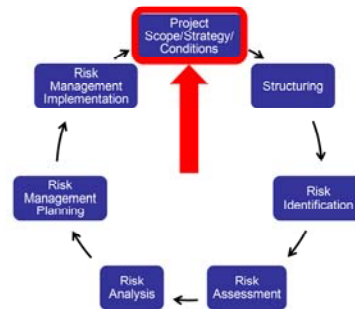 Project
Scope/Strategy/
Conditions
Structuring
Risk
Identification
Risk
Assessment
Risk
Analysis
Risk
Management
Planning
Risk
Management
Implementation